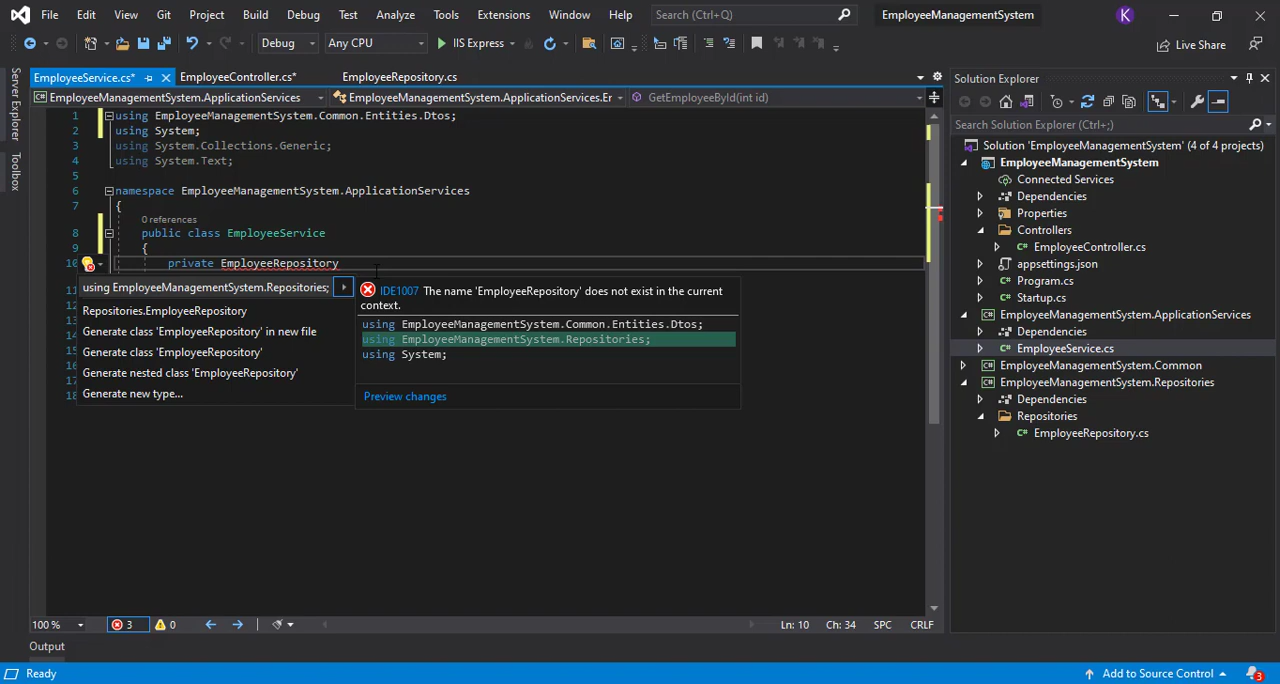 File Edit View Git Project Build Debug Test Analyze Tools Extensions Window Help Search (Ctrl+Q) EmployeeManagementSystem K
Debug Any CPU IIS Express Live Share
Server Explorer
Toolbox
EmployeeService.cs* EmployeeController.cs* EmployeeRepository.cs
EmployeeManagementSystem.ApplicationServices EmployeeManagementSystem.ApplicationServices.Er GetEmployeeById(int id)
1 using EmployeeManagementSystem.Common.Entities.Dtos;
2 using System;
3 using System.Collections.Generic;
4 using System.Text;
5
6 namespace EmployeeManagementSystem.ApplicationServices
7 {
0 references
8 public class EmployeeService
9 {
10 private EmployeeRepository
using EmployeeManagementSystem.Repositories;
Repositories.EmployeeRepository
Generate class 'EmployeeRepository' in new file
Generate class 'EmployeeRepository'
Generate nested class 'EmployeeRepository'
Generate new type...
IDE1007 The name 'EmployeeRepository' does not exist in the current
context.
using EmployeeManagementSystem.Common.Entities.Dtos;
using EmployeeManagementSystem.Repositories;
using System;
Preview changes
100 % 3 0 Ln: 10 Ch: 34 SPC CRLF
Output
Ready Add to Source Control 3
Solution Explorer
Search Solution Explorer (Ctrl+;)
Solution 'EmployeeManagementSystem' (4 of 4 projects)
EmployeeManagementSystem
Connected Services
Dependencies
Properties
Controllers
C# EmployeeController.cs
appsettings.json
C# Program.cs
C# Startup.cs
EmployeeManagementSystem.ApplicationServices
Dependencies
C# EmployeeService.cs
EmployeeManagementSystem.Common
EmployeeManagementSystem.Repositories
Dependencies
Repositories
C# EmployeeRepository.cs